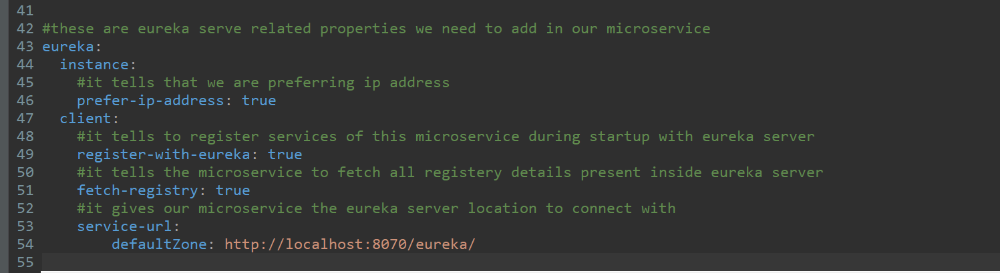 41
42 #these are eureka serve related properties we need to add in our microservice
43 eureka:
44   instance:
45     #it tells that we are preferring ip address
46     prefer-ip-address: true
47   client:
48     #it tells to register services of this microservice during startup with eureka server
49     register-with-eureka: true
50     #it tells the microservice to fetch all registery details present inside eureka server
51     fetch-registry: true
52     #it gives our microservice the eureka server location to connect with
53     service-url:
54         defaultZone: http://localhost:8070/eureka/
55